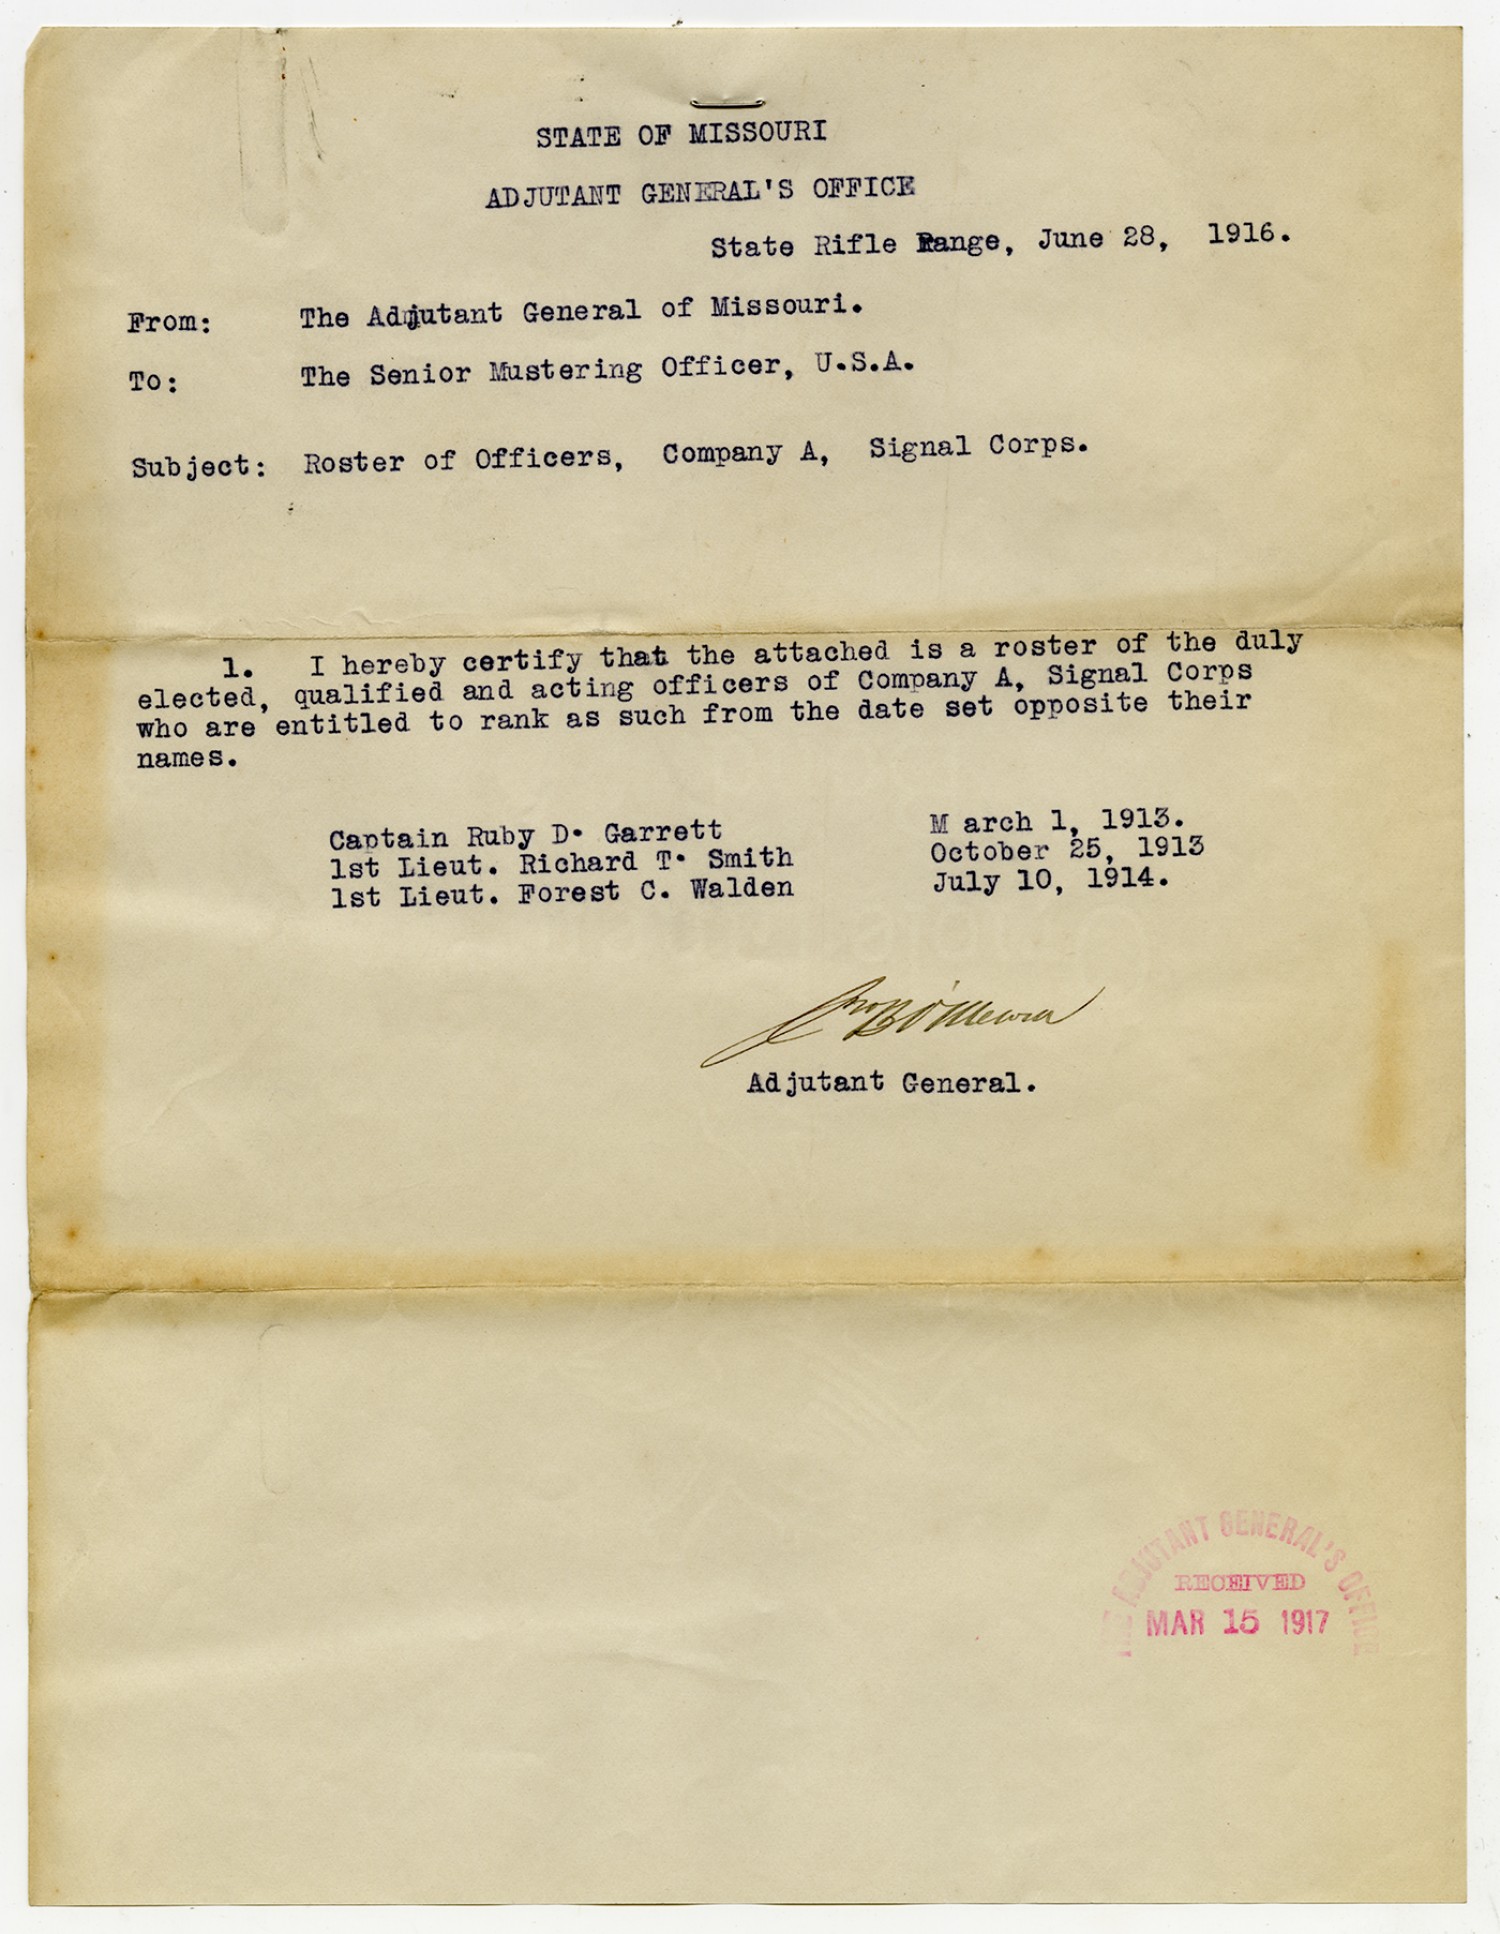 STATE OF MISSOURI
ADJUTANT GENERAL'S OFFICE
State Rifle Range, June 28, 1916.
From: The Adjutant General of Missouri.
To: The Senior Mustering Officer, U.S.A.
Subject: Roster of Officers, Company A, Signal Corps.
1. I hereby certify that the attached is a roster of the duly
elected, qualified and acting officers of Company A, Signal Corps
who are entitled to rank as such from the date set opposite their
names.
Captain Ruby D. Garrett M arch 1, 1913.
1st Lieut. Richard T. Smith October 25, 1913
1st Lieut. Forest C. Walden July 10, 1914.
Adjutant General.
ADJUTANT GENERAL'S OFFICE
RECEIVED
MAR 15 1917